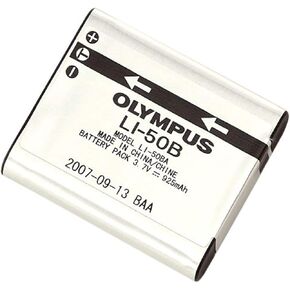 OLYMPUS
LI-50B
MODEL LI-50BA
MADE IN CHINA/CHINE
BATTERY PACK 3.7V⎓925mAh
2007-09-13 BAA